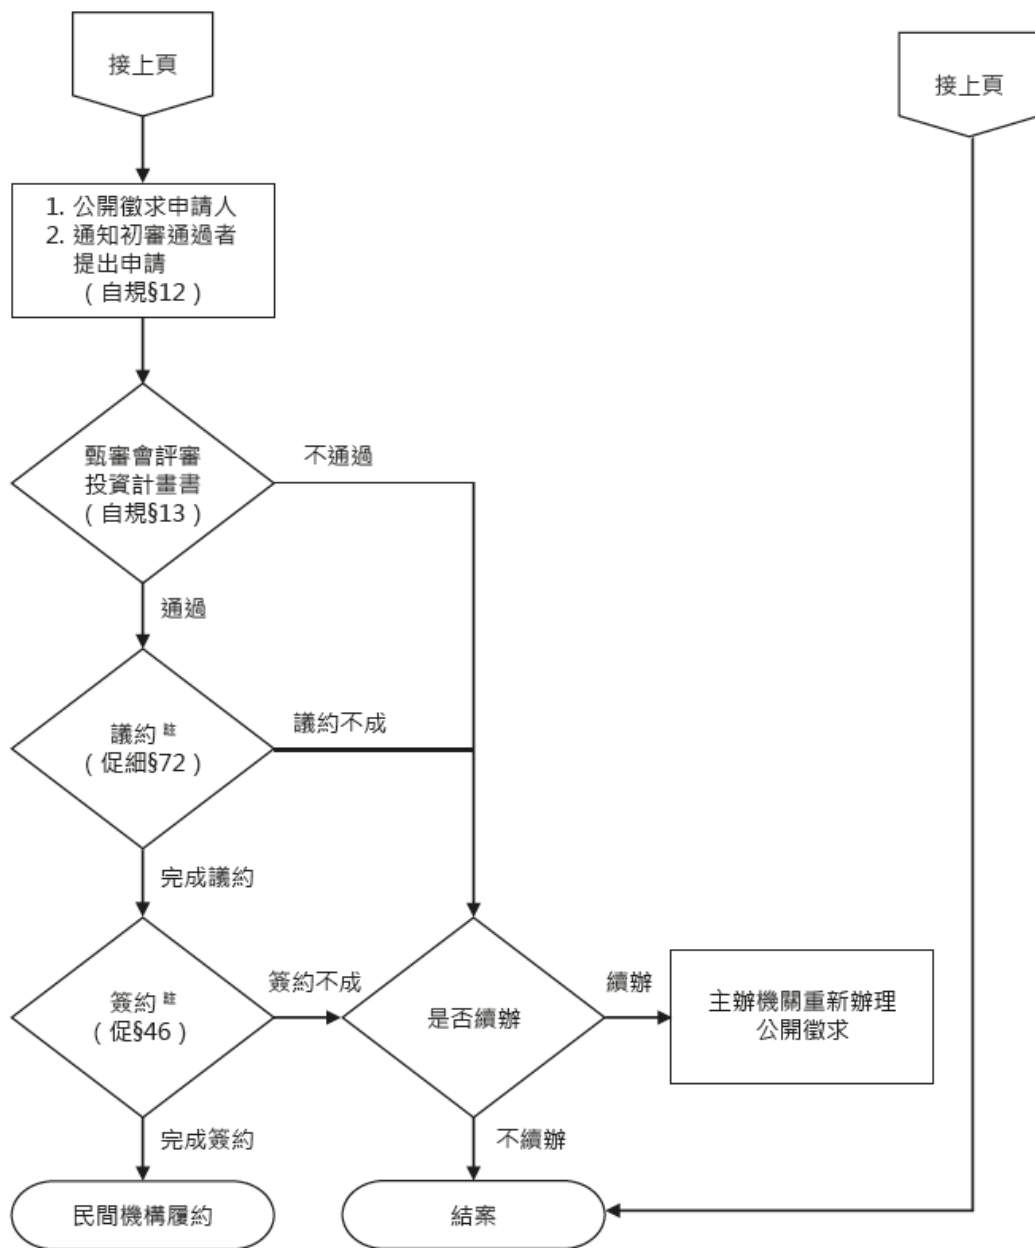 接上頁
接上頁
1. 公開徵求申請人
2. 通知初審通過者
提出申請
（自規§12）
甄審會評審
投資計畫書
（自規§13）
不通過
通過
議約 註
（促細§72）
議約不成
完成議約
簽約 註
（促§46）
簽約不成
是否續辦
續辦
主辦機關重新辦理
公開徵求
完成簽約
不續辦
民間機構履約
結案